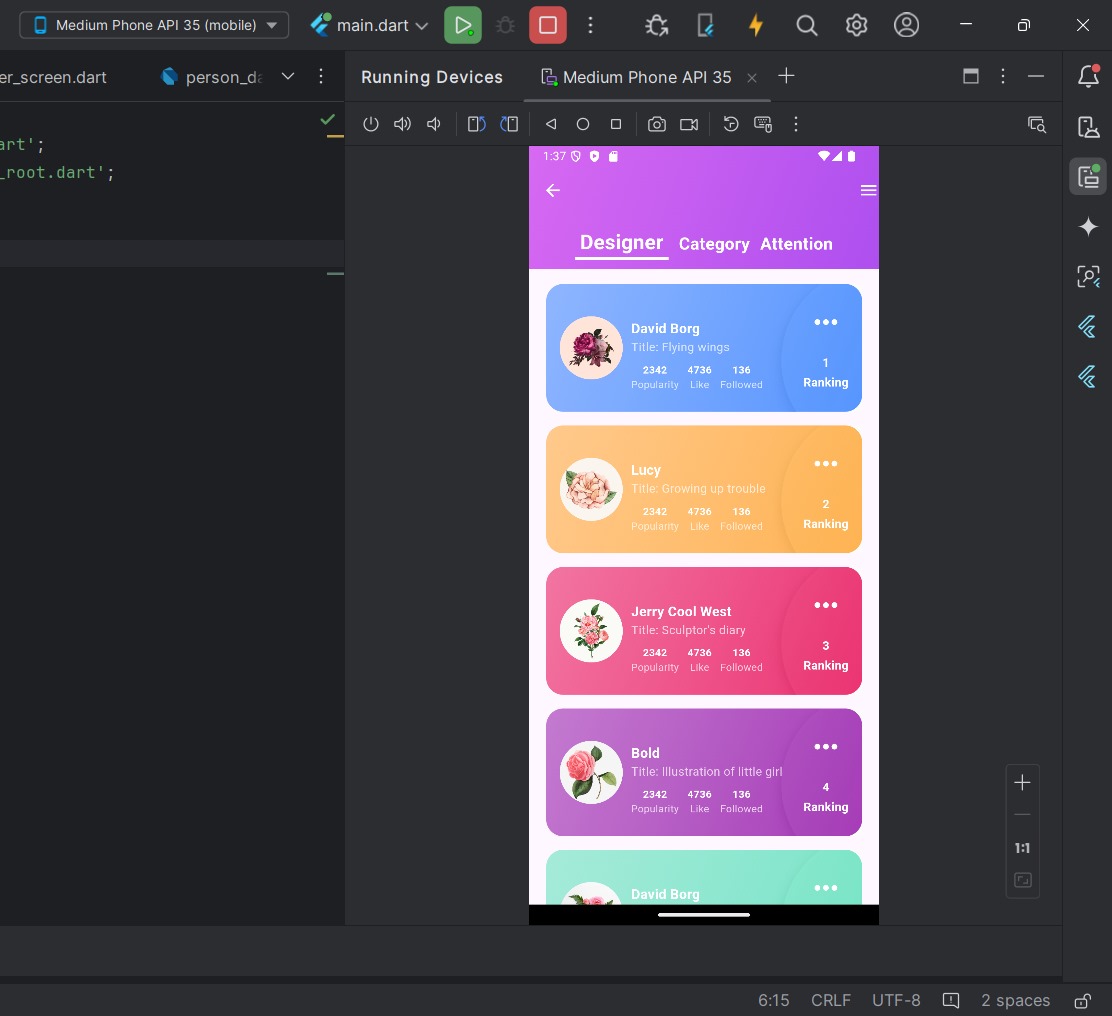 Medium Phone API 35 (mobile)
main.dart
er_screen.dart
person_da
Running Devices
Medium Phone API 35
art';
_root.dart';
1:37
Designer
Category
Attention
David Borg
Title: Flying wings
2342 4736 136
Popularity Like Followed
1
Ranking
Lucy
Title: Growing up trouble
2342 4736 136
Popularity Like Followed
2
Ranking
Jerry Cool West
Title: Sculptor's diary
2342 4736 136
Popularity Like Followed
3
Ranking
Bold
Title: Illustration of little girl
2342 4736 136
Popularity Like Followed
4
Ranking
David Borg
1:1
6:15 CRLF UTF-8 2 spaces